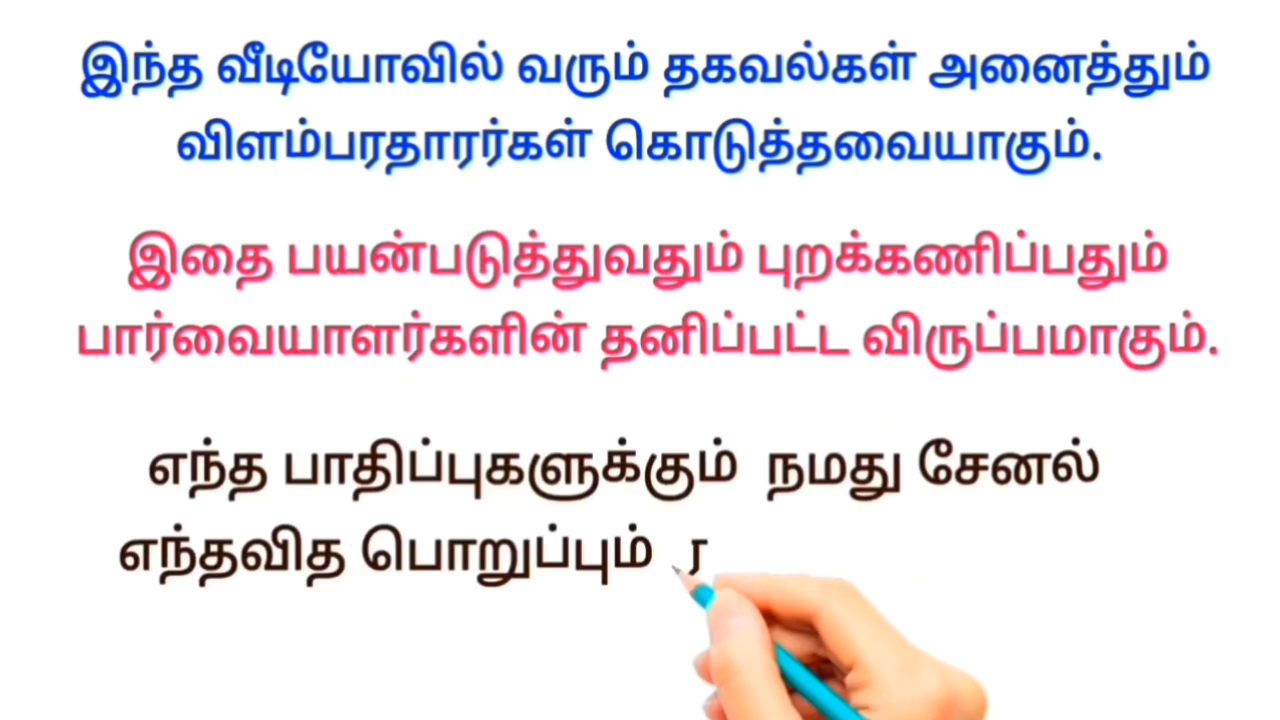 இந்த வீடியோவில் வரும் தகவல்கள் அனைத்தும்
விளம்பரதாரர்கள் கொடுத்தவையாகும்.
இதை பயன்படுத்துவதும் புறக்கணிப்பதும்
பார்வையாளர்களின் தனிப்பட்ட விருப்பமாகும்.
எந்த பாதிப்புகளுக்கும் நமது சேனல்
எந்தவித பொறுப்பும்